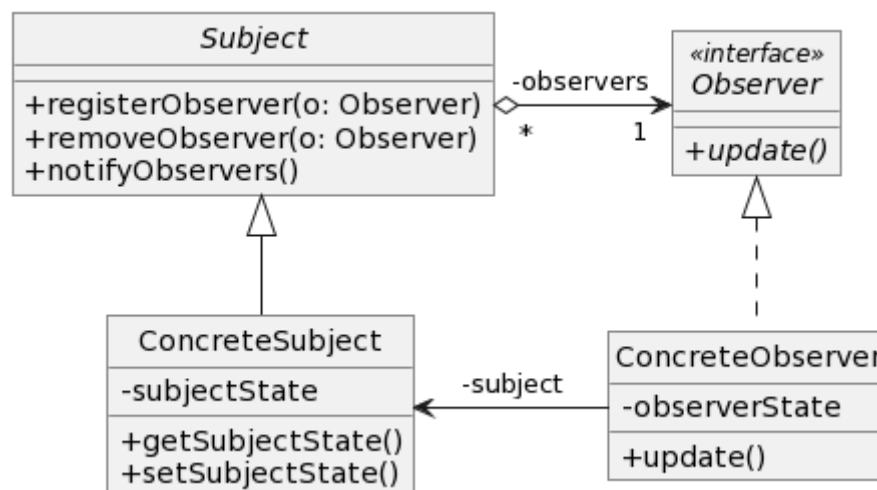 Subject
+registerObserver(o: Observer)
+removeObserver(o: Observer)
+notifyObservers()
-observers
*
1
«interface»
Observer
+update()
ConcreteSubject
-subjectState
+getSubjectState()
+setSubjectState()
-subject
ConcreteObserver
-observerState
+update()